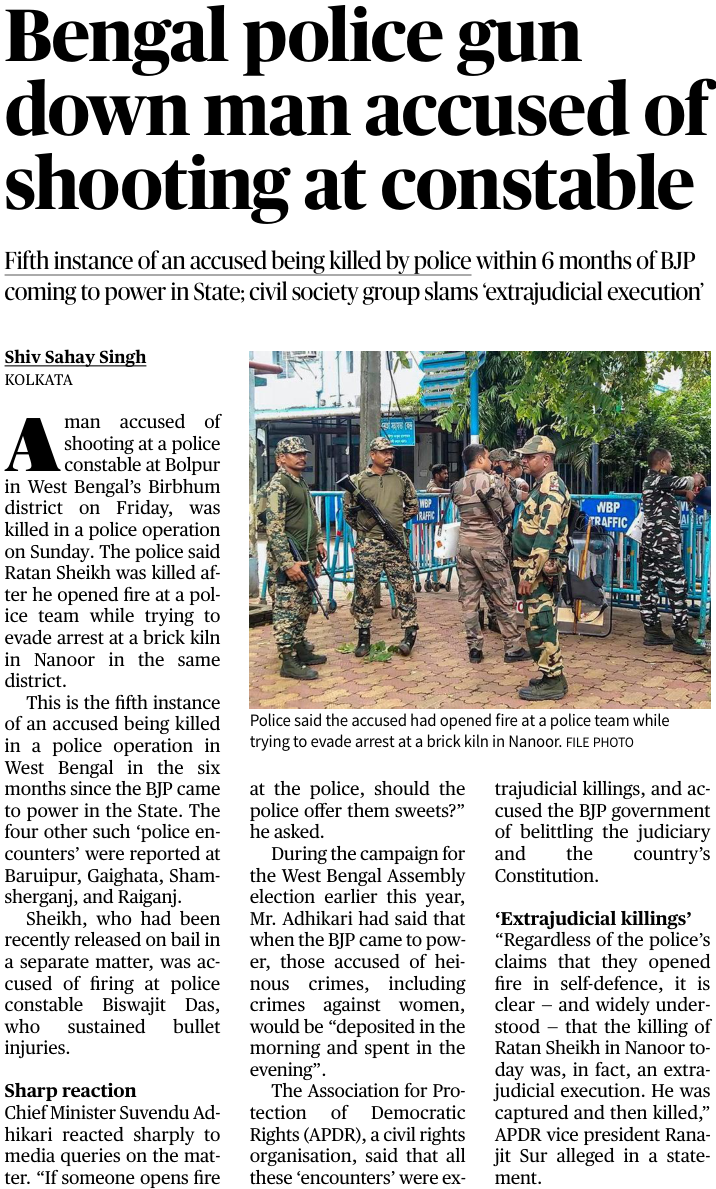 Bengal police gun
down man accused of
shooting at constable
Fifth instance of an accused being killed by police within 6 months of BJP
coming to power in State; civil society group slams ‘extrajudicial execution’
Shiv Sahay Singh
KOLKATA
A man accused of
shooting at a police
constable at Bolpur
in West Bengal’s Birbhum
district on Friday, was
killed in a police operation
on Sunday. The police said
Ratan Sheikh was killed af-
ter he opened fire at a pol-
ice team while trying to
evade arrest at a brick kiln
in Nanoor in the same
district.
This is the fifth instance
of an accused being killed
in a police operation in
West Bengal in the six
months since the BJP came
to power in the State. The
four other such ‘police en-
counters’ were reported at
Baruipur, Gaighata, Sham-
sherganj, and Raiganj.
Sheikh, who had been
recently released on bail in
a separate matter, was ac-
cused of firing at police
constable Biswajit Das,
who sustained bullet
injuries.
Sharp reaction
Chief Minister Suvendu Ad-
hikari reacted sharply to
media queries on the mat-
ter. “If someone opens fire
WBP
TRAFFIC
WBP
TRAFFIC
Police said the accused had opened fire at a police team while
trying to evade arrest at a brick kiln in Nanoor. FILE PHOTO
at the police, should the
police offer them sweets?”
he asked.
During the campaign for
the West Bengal Assembly
election earlier this year,
Mr. Adhikari had said that
when the BJP came to pow-
er, those accused of hei-
nous crimes, including
crimes against women,
would be “deposited in the
morning and spent in the
evening”.
The Association for Pro-
tection of Democratic
Rights (APDR), a civil rights
organisation, said that all
these ‘encounters’ were ex-
trajudicial killings, and ac-
cused the BJP government
of belittling the judiciary
and the country’s
Constitution.
‘Extrajudicial killings’
“Regardless of the police’s
claims that they opened
fire in self-defence, it is
clear – and widely under-
stood – that the killing of
Ratan Sheikh in Nanoor to-
day was, in fact, an extra-
judicial execution. He was
captured and then killed,”
APDR vice president Rana-
jit Sur alleged in a state-
ment.